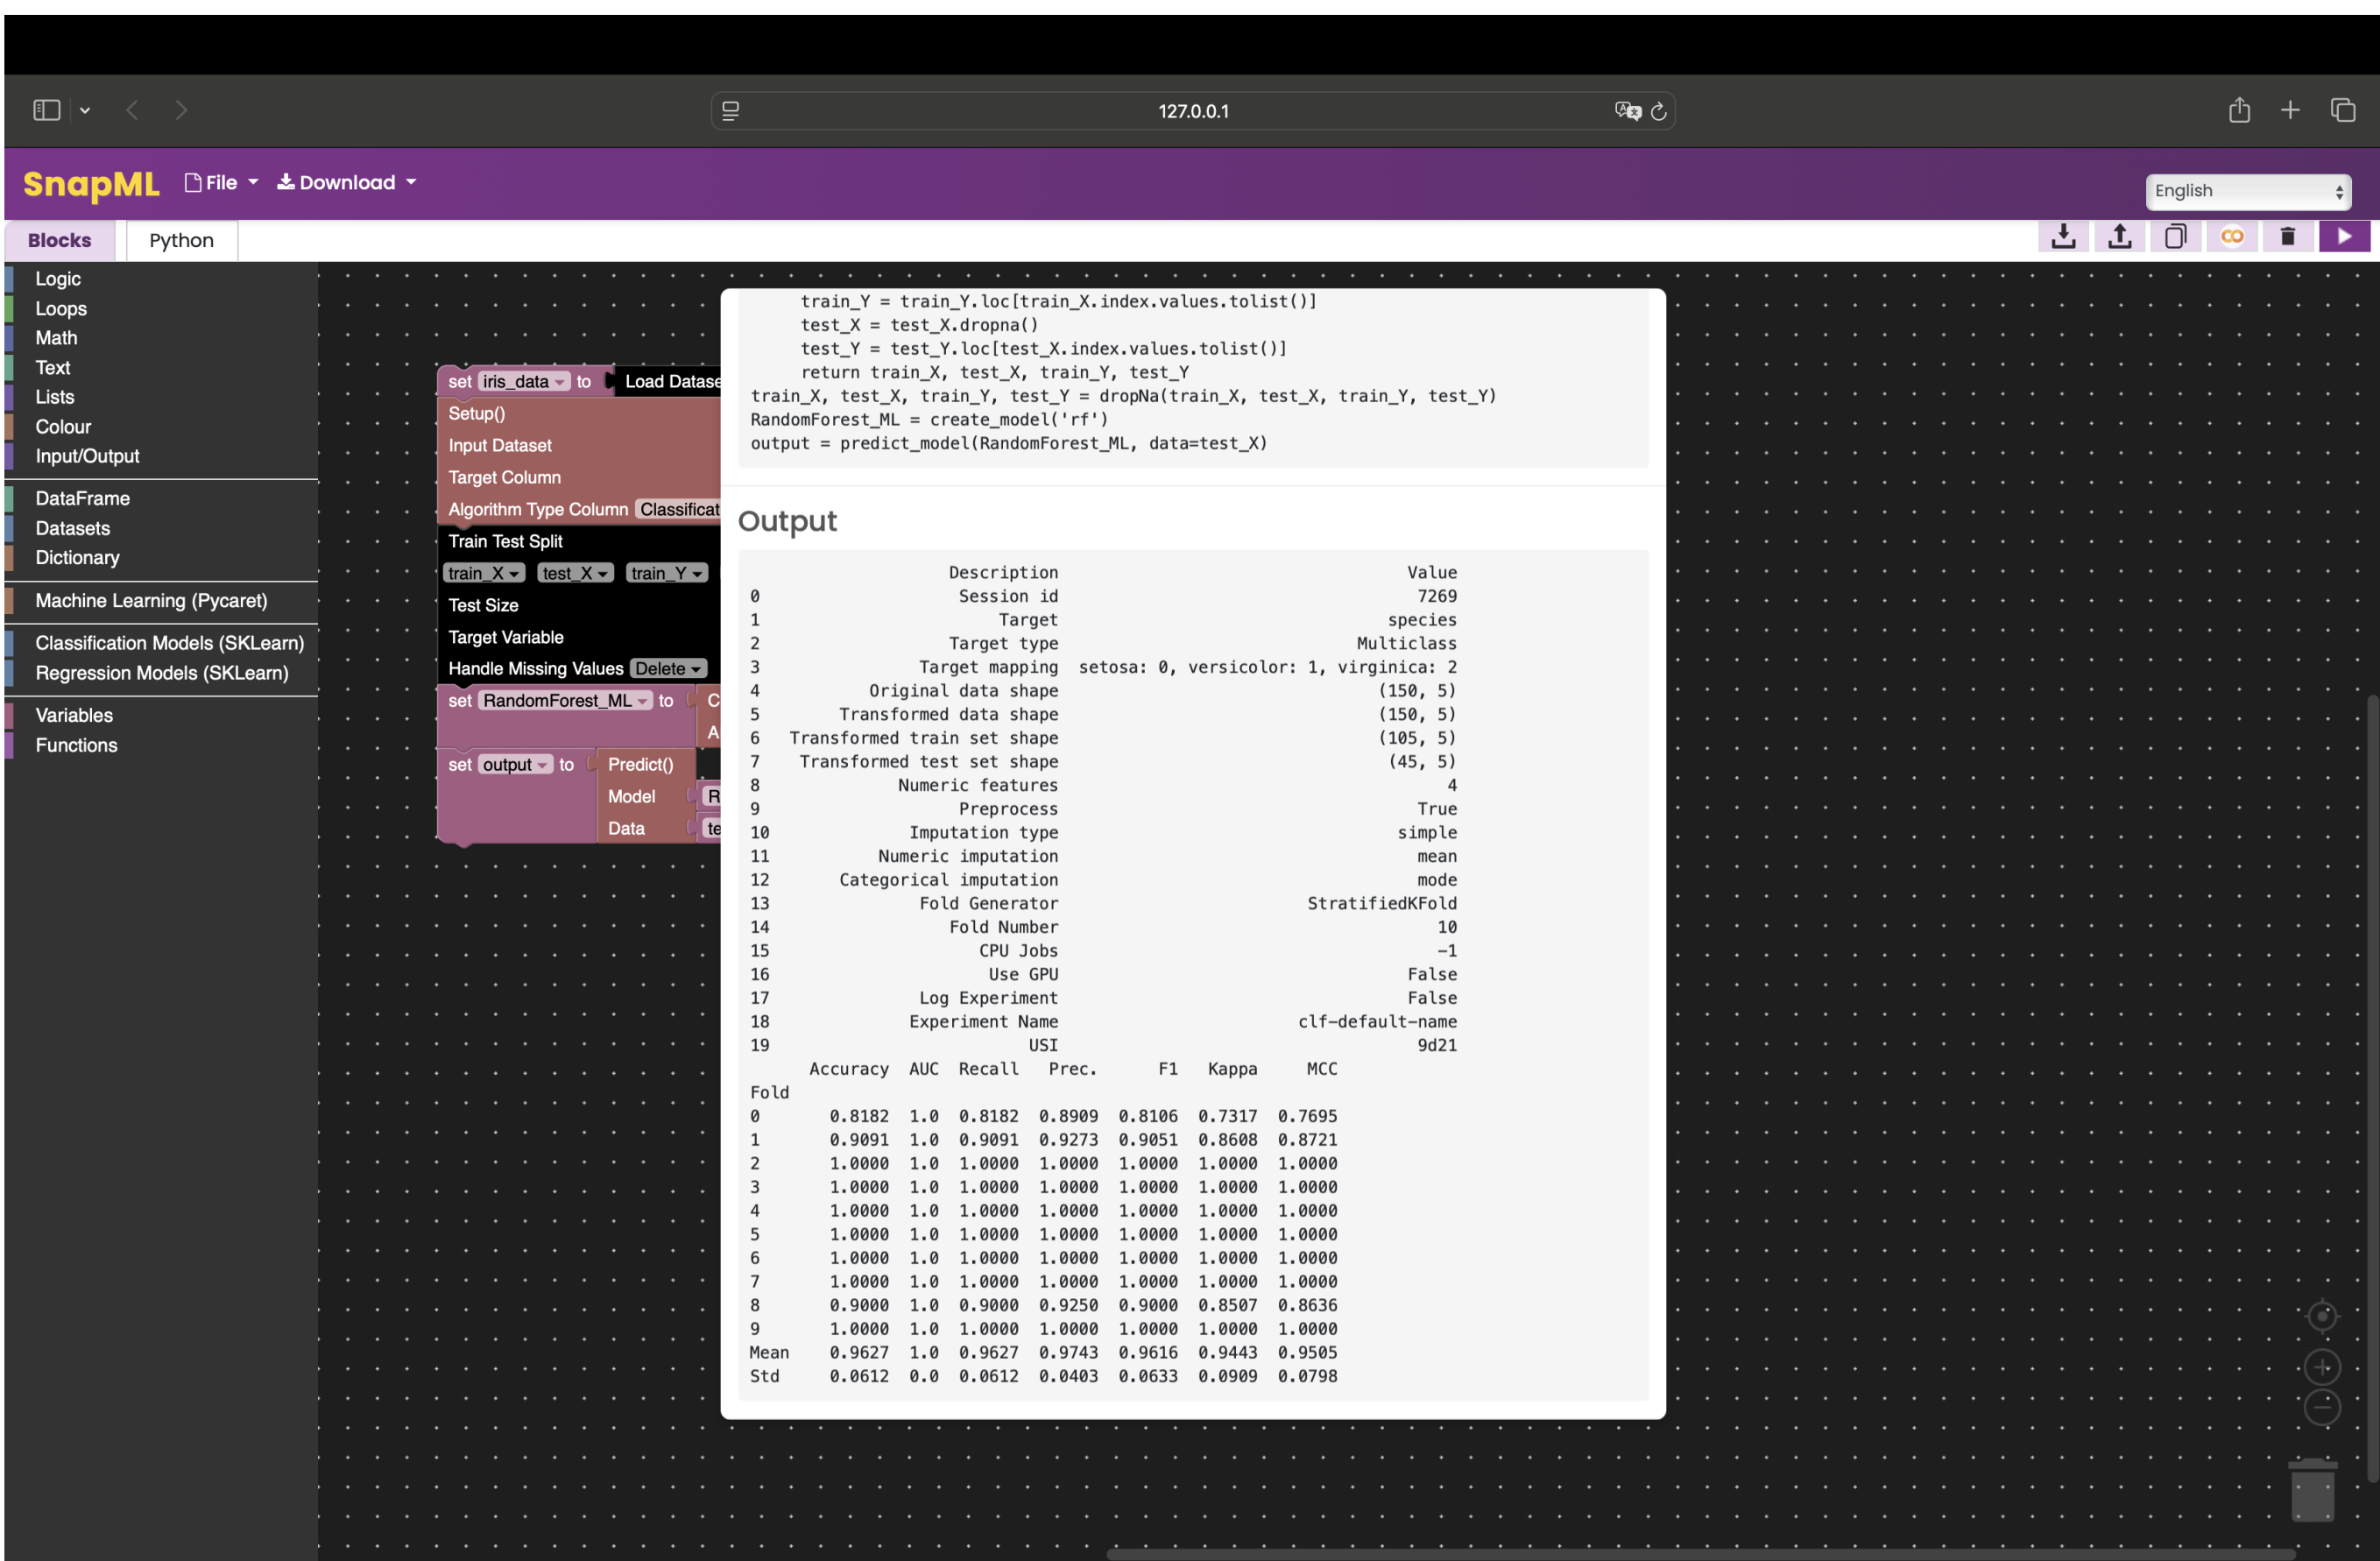 127.0.0.1
SnapML File Download English
Blocks Python
Logic
Loops
Math
Text
Lists
Colour
Input/Output
DataFrame
Datasets
Dictionary
Machine Learning (Pycaret)
Classification Models (SKLearn)
Regression Models (SKLearn)
Variables
Functions
set iris_data to Load Datase
Setup()
Input Dataset
Target Column
Algorithm Type Column Classificat
Train Test Split
train_X test_X train_Y
Test Size
Target Variable
Handle Missing Values Delete
set RandomForest_ML to C
A
set output to Predict()
Model R
Data te
train_Y = train_Y.loc[train_X.index.values.tolist()]
test_X = test_X.dropna()
test_Y = test_Y.loc[test_X.index.values.tolist()]
return train_X, test_X, train_Y, test_Y
train_X, test_X, train_Y, test_Y = dropNa(train_X, test_X, train_Y, test_Y)
RandomForest_ML = create_model('rf')
output = predict_model(RandomForest_ML, data=test_X)
Output
Description Value
0 Session id 7269
1 Target species
2 Target type Multiclass
3 Target mapping setosa: 0, versicolor: 1, virginica: 2
4 Original data shape (150, 5)
5 Transformed data shape (150, 5)
6 Transformed train set shape (105, 5)
7 Transformed test set shape (45, 5)
8 Numeric features 4
9 Preprocess True
10 Imputation type simple
11 Numeric imputation mean
12 Categorical imputation mode
13 Fold Generator StratifiedKFold
14 Fold Number 10
15 CPU Jobs -1
16 Use GPU False
17 Log Experiment False
18 Experiment Name clf-default-name
19 USI 9d21
Accuracy AUC Recall Prec. F1 Kappa MCC
Fold
0 0.8182 1.0 0.8182 0.8909 0.8106 0.7317 0.7695
1 0.9091 1.0 0.9091 0.9273 0.9051 0.8608 0.8721
2 1.0000 1.0 1.0000 1.0000 1.0000 1.0000 1.0000
3 1.0000 1.0 1.0000 1.0000 1.0000 1.0000 1.0000
4 1.0000 1.0 1.0000 1.0000 1.0000 1.0000 1.0000
5 1.0000 1.0 1.0000 1.0000 1.0000 1.0000 1.0000
6 1.0000 1.0 1.0000 1.0000 1.0000 1.0000 1.0000
7 1.0000 1.0 1.0000 1.0000 1.0000 1.0000 1.0000
8 0.9000 1.0 0.9000 0.9250 0.9000 0.8507 0.8636
9 1.0000 1.0 1.0000 1.0000 1.0000 1.0000 1.0000
Mean 0.9627 1.0 0.9627 0.9743 0.9616 0.9443 0.9505
Std 0.0612 0.0 0.0612 0.0403 0.0633 0.0909 0.0798